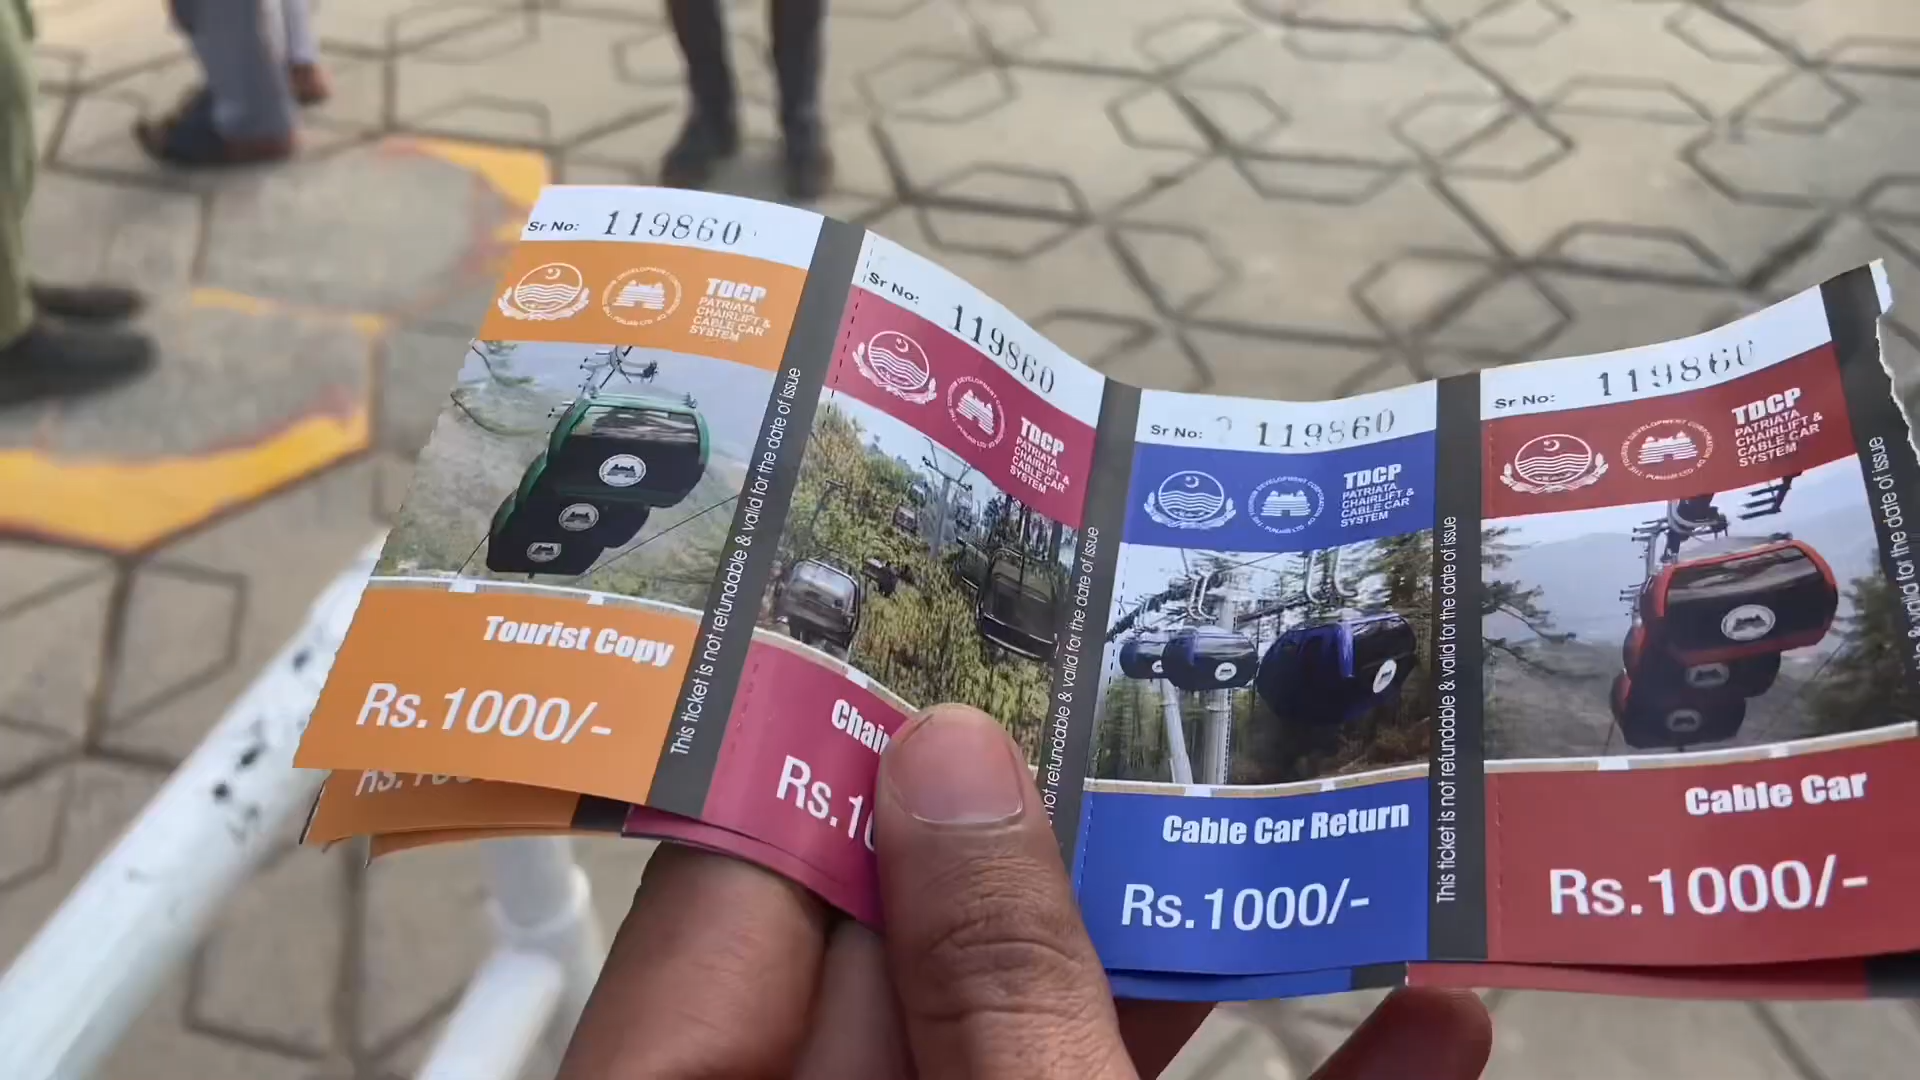 Sr No: 119860
TDCP
PATRIATA
CHAIRLIFT &
CABLE CAR
SYSTEM
Tourist Copy
Rs.1000/-
This ticket is not refundable & valid for the date of issue
Sr No: 119860
TDCP
PATRIATA
CHAIRLIFT &
CABLE CAR
SYSTEM
Rs.10
not refundable & valid for the date of issue
Sr No: 119860
TDCP
PATRIATA
CHAIRLIFT &
CABLE CAR
SYSTEM
Cable Car Return
Rs.1000/-
This ticket is not refundable & valid for the date of issue
Sr No: 119860
TDCP
PATRIATA
CHAIRLIFT &
CABLE CAR
SYSTEM
Cable Car
Rs.1000/-
& valid for the date of issue